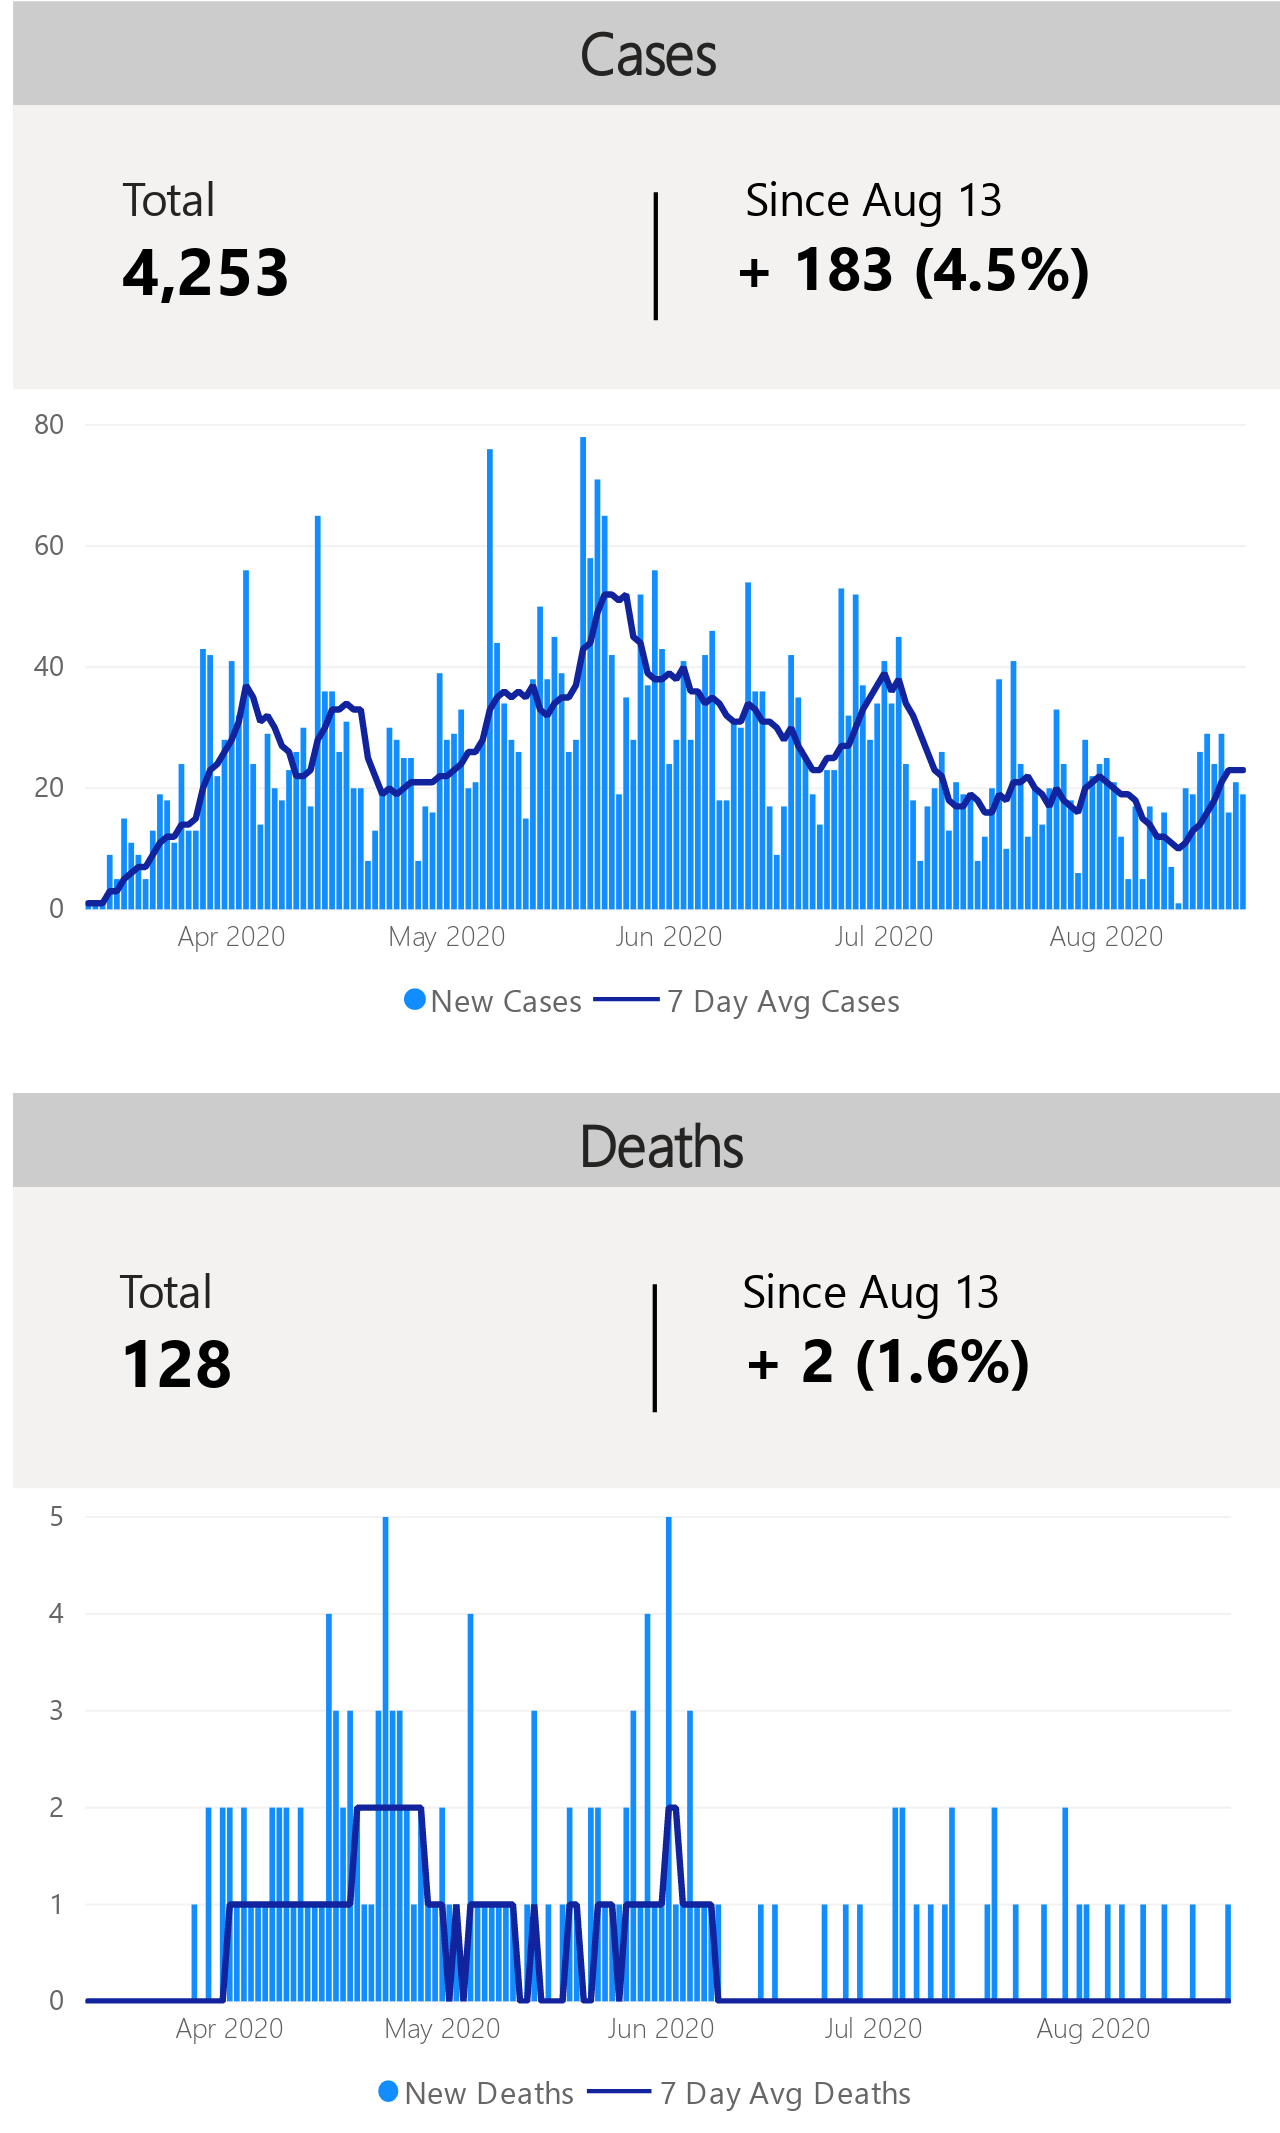 Cases
Total
Since Aug 13
4,253
+ 183 (4.5%)
80
60
40
20
0
Apr 2020
May 2020
Jun 2020
Jul 2020
Aug 2020
New Cases
7 Day Avg Cases
Deaths
Total
Since Aug 13
128
+ 2 (1.6%)
5
4
3
2
1
0
Apr 2020
May 2020
Jun 2020
Jul 2020
Aug 2020
New Deaths
7 Day Avg Deaths